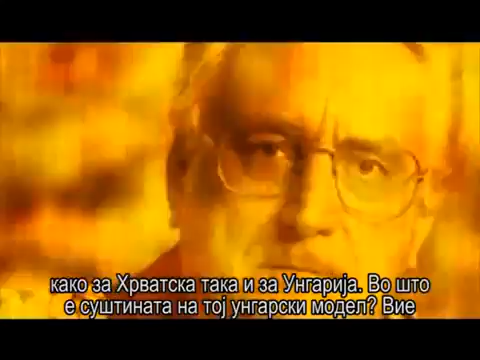 како за Хрватска така и за Унгарија. Во што
е суштината на тој унгарски модел? Вие